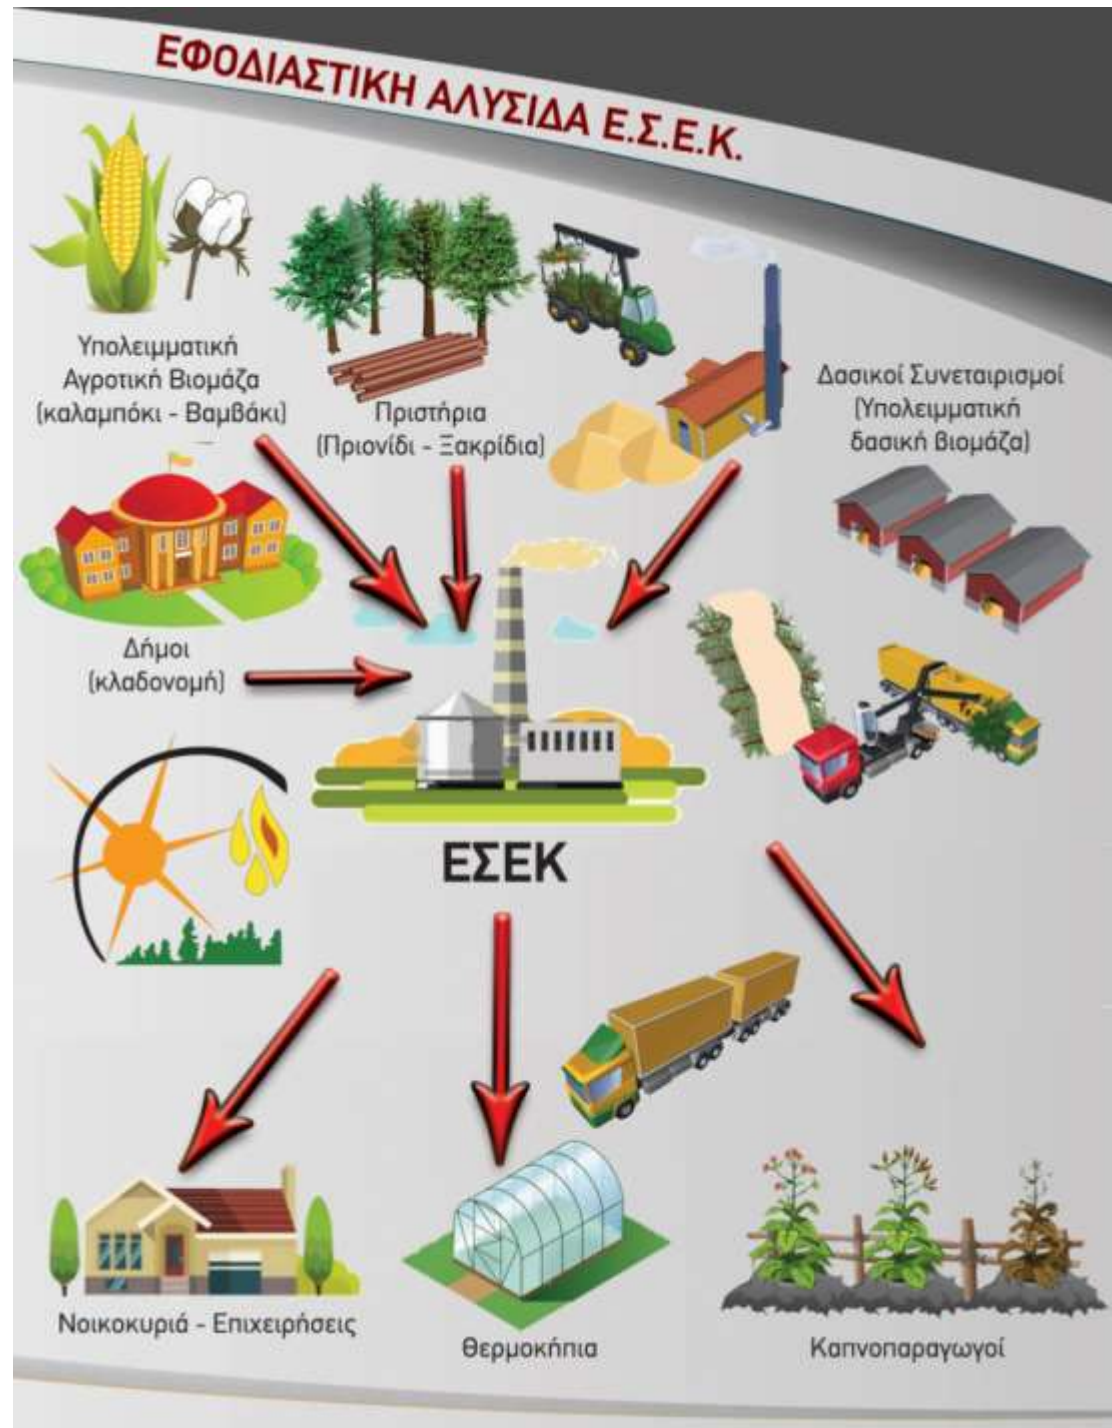 ΕΦΟΔΙΑΣΤΙΚΗ ΑΛΥΣΙΔΑ Ε.Σ.Ε.Κ.
Υπολειμματική
Αγροτική Βιομάζα
(καλαμπόκι - Βαμβάκι)
Πριστήρια
(Πριονίδι - Ξακρίδια)
Δασικοί Συνεταιρισμοί
(Υπολειμματική
δασική βιομάζα)
Δήμοι
(κλαδονομή)
ΕΣΕΚ
Νοικοκυριά - Επιχειρήσεις
Θερμοκήπια
Καπνοπαραγωγοί